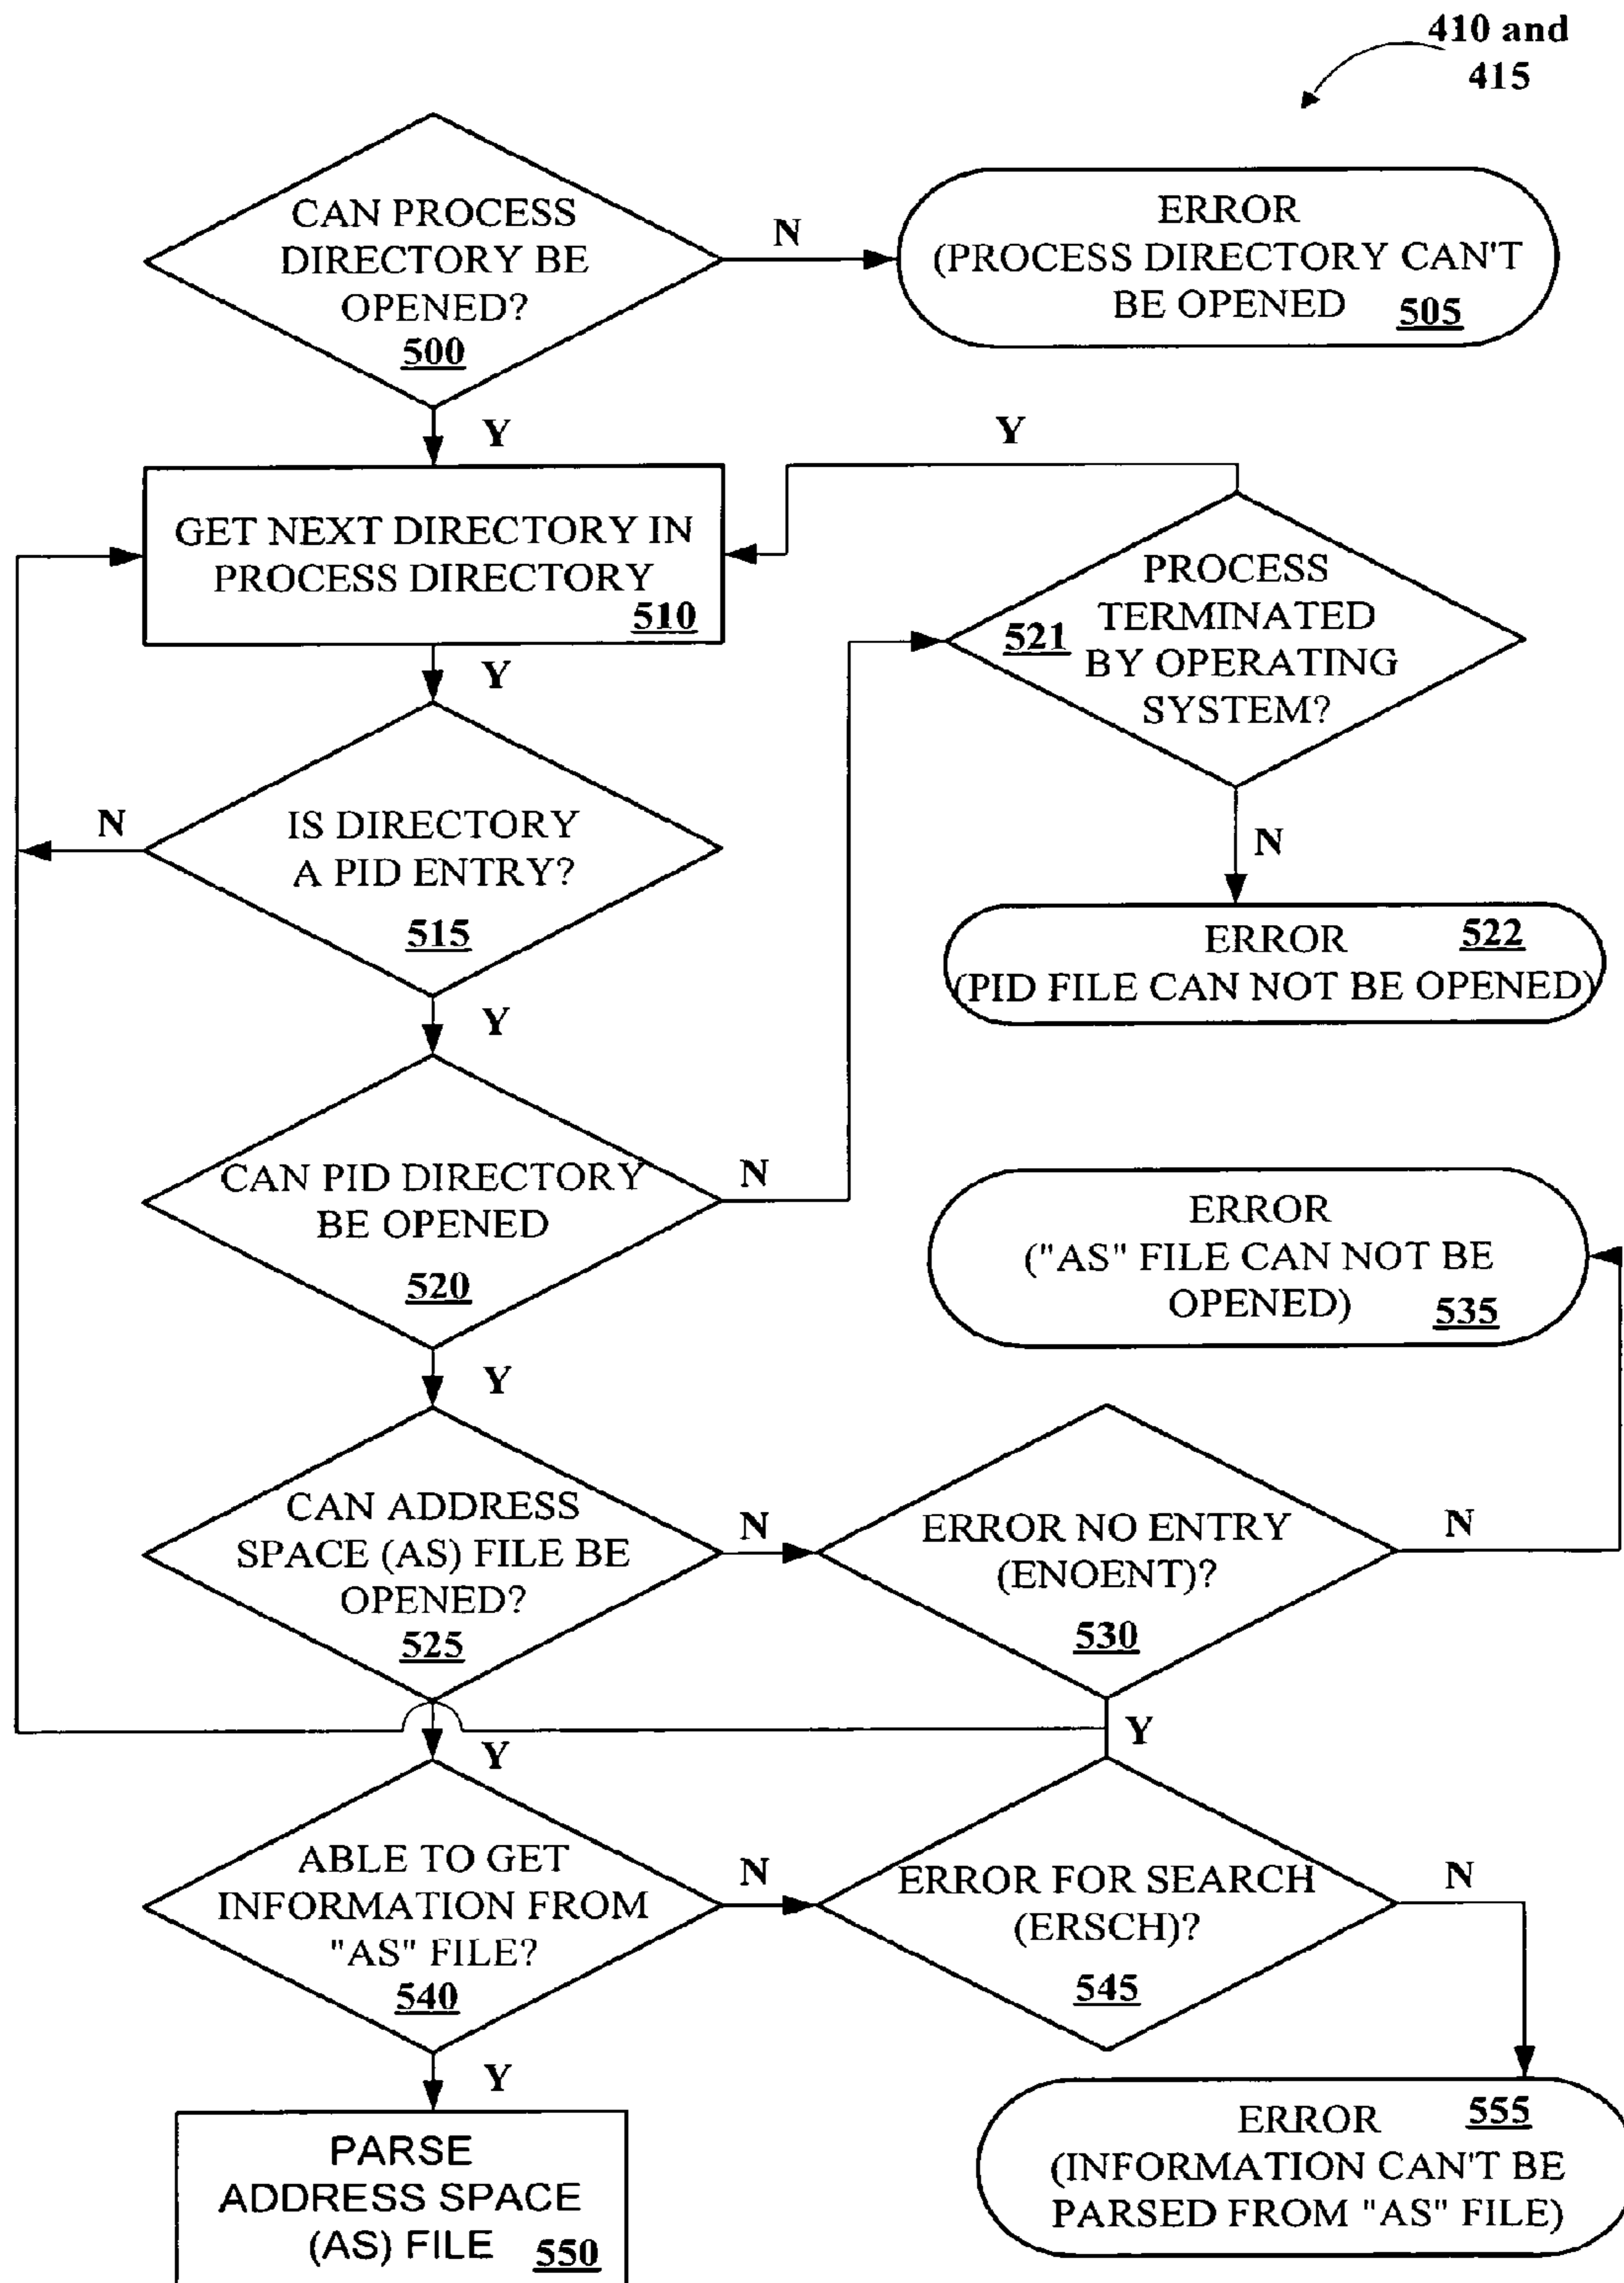 410 and
415
CAN PROCESS
DIRECTORY BE
OPENED?
500
N
ERROR
(PROCESS DIRECTORY CAN'T
BE OPENED 505
Y
Y
GET NEXT DIRECTORY IN
PROCESS DIRECTORY
510
PROCESS
TERMINATED
521
BY OPERATING
SYSTEM?
Y
N
IS DIRECTORY
A PID ENTRY?
515
N
ERROR 522
(PID FILE CAN NOT BE OPENED)
Y
CAN PID DIRECTORY
BE OPENED
520
N
ERROR
("AS" FILE CAN NOT BE
OPENED) 535
Y
CAN ADDRESS
SPACE (AS) FILE BE
OPENED?
525
N
ERROR NO ENTRY
(ENOENT)?
530
N
Y
Y
ABLE TO GET
INFORMATION FROM
"AS" FILE?
540
N
ERROR FOR SEARCH
(ERSCH)?
545
N
Y
PARSE
ADDRESS SPACE
(AS) FILE 550
ERROR 555
(INFORMATION CAN'T BE
PARSED FROM "AS" FILE)